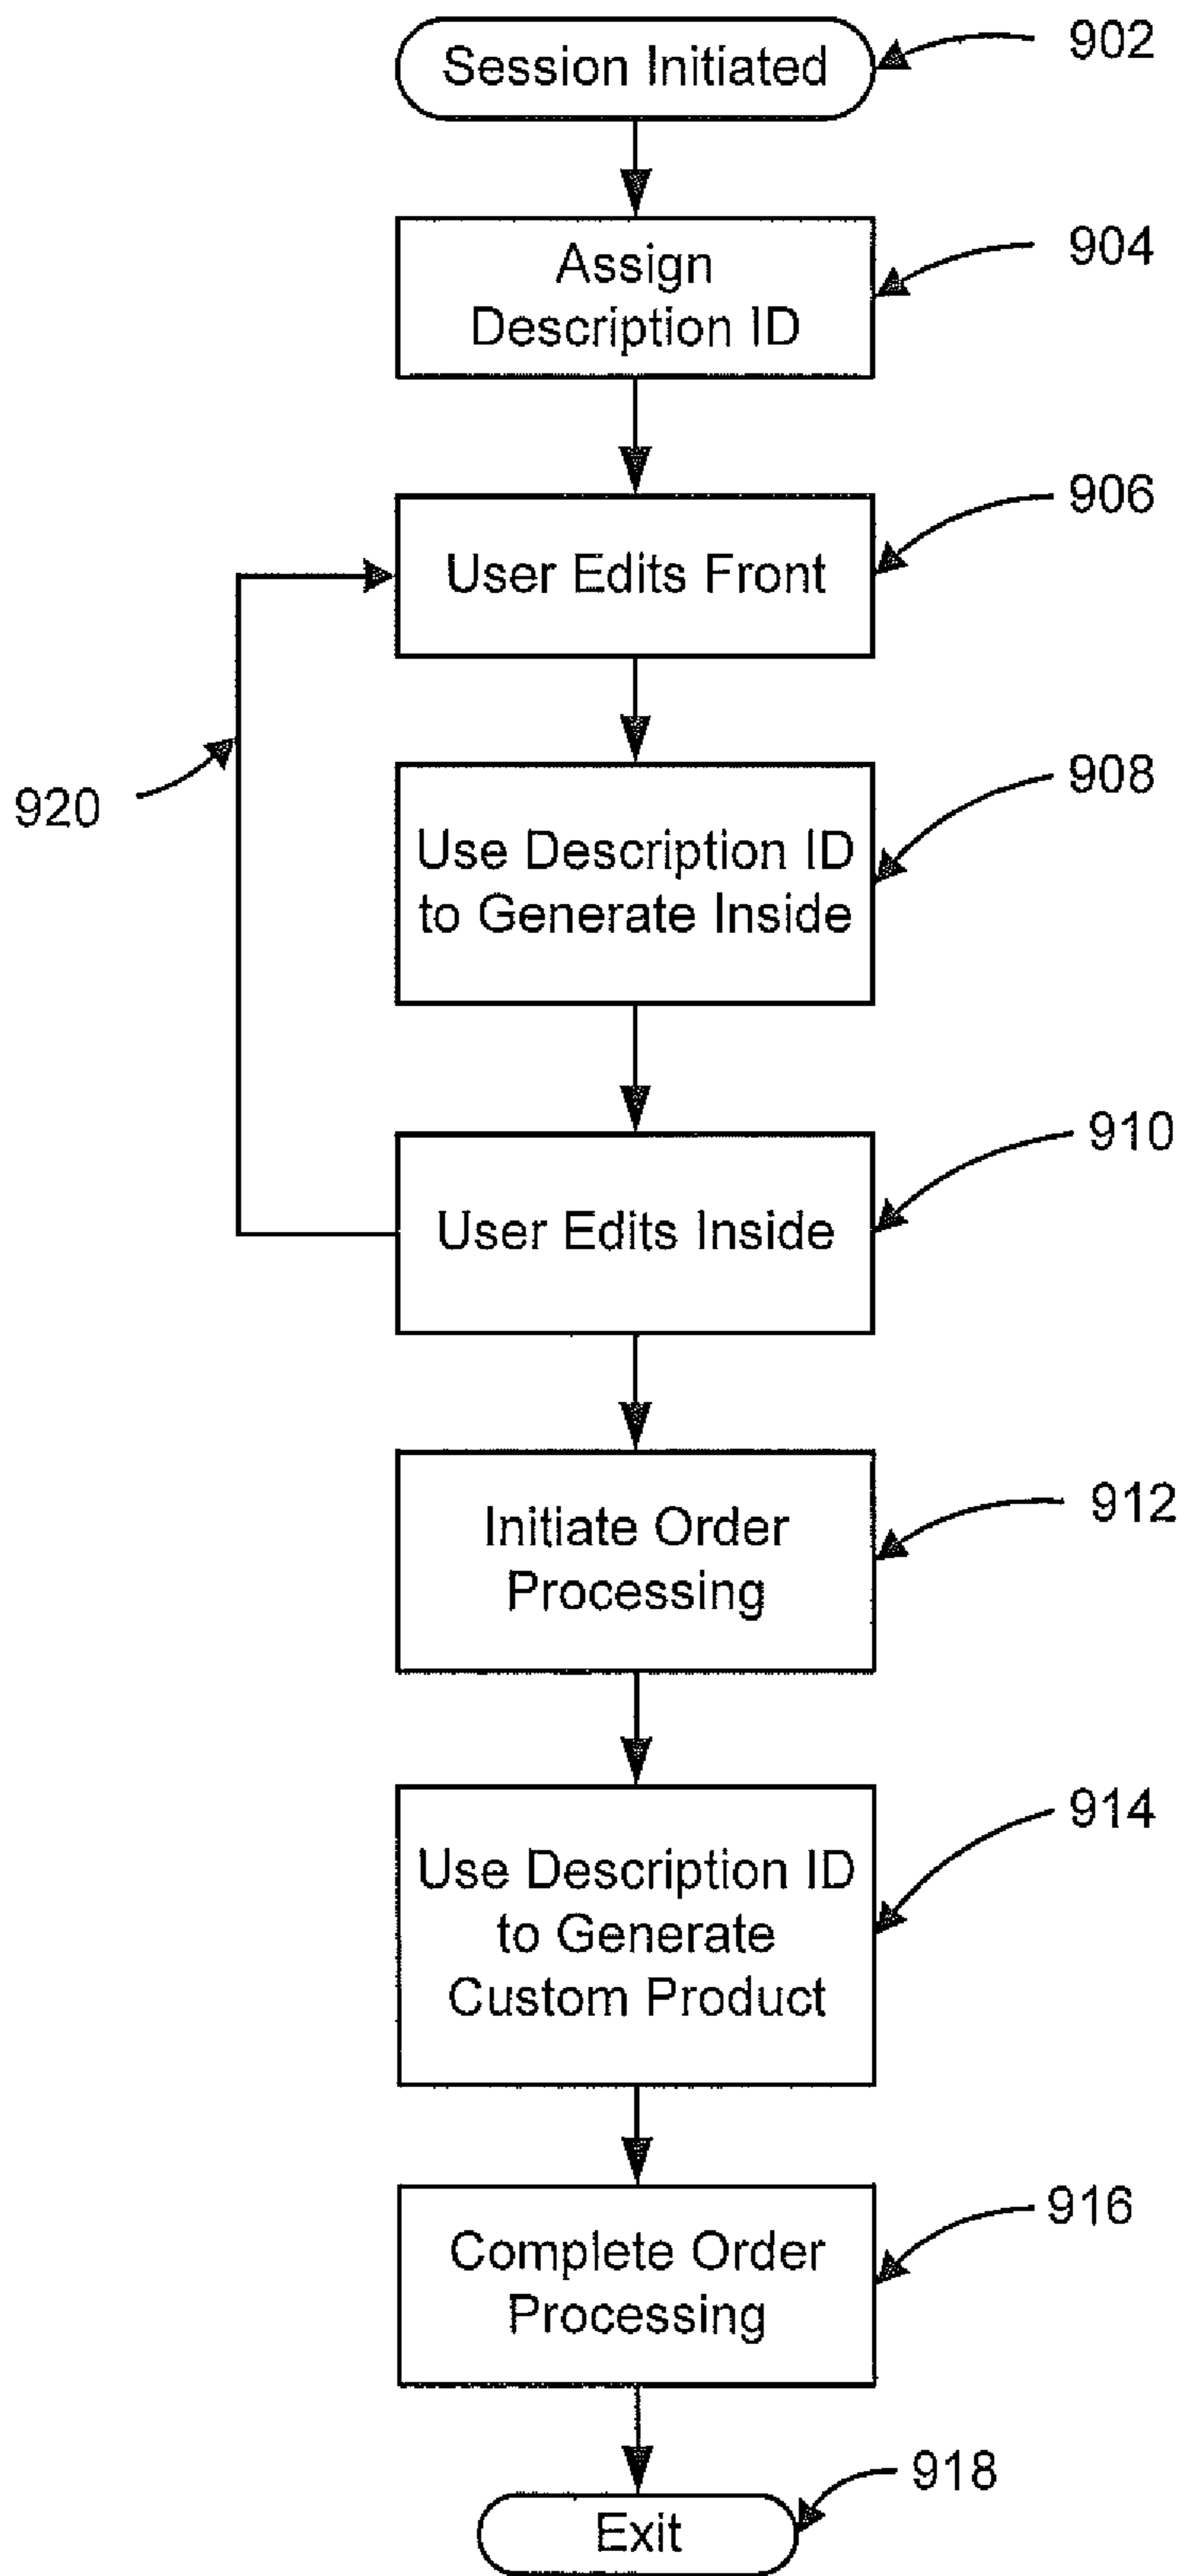 Session Initiated
902
Assign
Description ID
904
User Edits Front
906
920
Use Description ID
to Generate Inside
908
User Edits Inside
910
Initiate Order
Processing
912
Use Description ID
to Generate
Custom Product
914
Complete Order
Processing
916
Exit
918